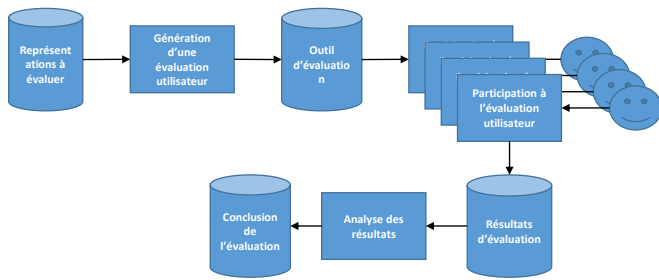 Représent
ations à
évaluer
Génération
d'une
évaluation
utilisateur
Outil
d'évaluatio
n
Participation à
l'évaluation
utilisateur
Conclusion
de
l'évaluation
Analyse des
résultats
Résultats
d'évaluation